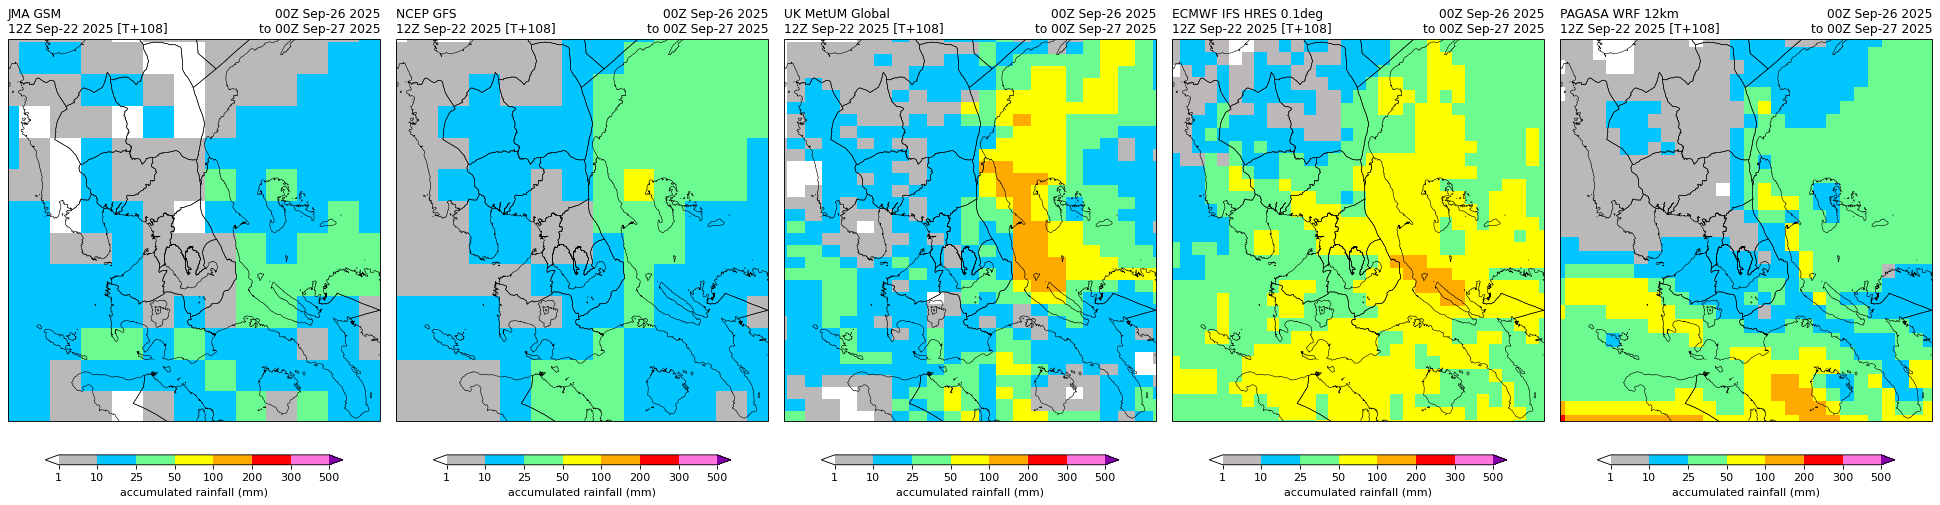 JMA GSM 00Z Sep-26 2025
12Z Sep-22 2025 [T+108] to 00Z Sep-27 2025
1 10 25 50 100 200 300 500
accumulated rainfall (mm)
NCEP GFS 00Z Sep-26 2025
12Z Sep-22 2025 [T+108] to 00Z Sep-27 2025
1 10 25 50 100 200 300 500
accumulated rainfall (mm)
UK MetUM Global 00Z Sep-26 2025
12Z Sep-22 2025 [T+108] to 00Z Sep-27 2025
1 10 25 50 100 200 300 500
accumulated rainfall (mm)
ECMWF IFS HRES 0.1deg 00Z Sep-26 2025
12Z Sep-22 2025 [T+108] to 00Z Sep-27 2025
1 10 25 50 100 200 300 500
accumulated rainfall (mm)
PAGASA WRF 12km 00Z Sep-26 2025
12Z Sep-22 2025 [T+108] to 00Z Sep-27 2025
1 10 25 50 100 200 300 500
accumulated rainfall (mm)